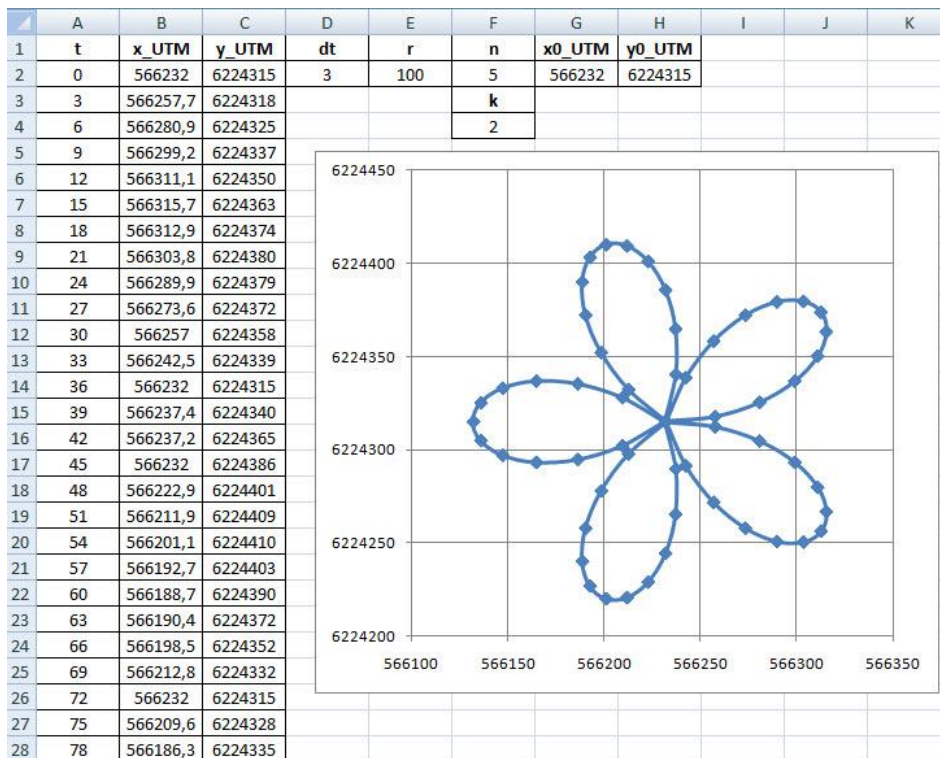 A B C D E F G H I J K
1 t x_UTM y_UTM dt r n x0_UTM y0_UTM
2 0 566232 6224315 3 100 5 566232 6224315
3 3 566257,7 6224318 k
4 6 566280,9 6224325 2
5 9 566299,2 6224337
6 12 566311,1 6224350
7 15 566315,7 6224363
8 18 566312,9 6224374
9 21 566303,8 6224380
10 24 566289,9 6224379
11 27 566273,6 6224372
12 30 566257 6224358
13 33 566242,5 6224339
14 36 566232 6224315
15 39 566237,4 6224340
16 42 566237,2 6224365
17 45 566232 6224386
18 48 566222,9 6224401
19 51 566211,9 6224409
20 54 566201,1 6224410
21 57 566192,7 6224403
22 60 566188,7 6224390
23 63 566190,4 6224372
24 66 566198,5 6224352
25 69 566212,8 6224332
26 72 566232 6224315
27 75 566209,6 6224328
28 78 566186,3 6224335
6224450
6224400
6224350
6224300
6224250
6224200
566100 566150 566200 566250 566300 566350